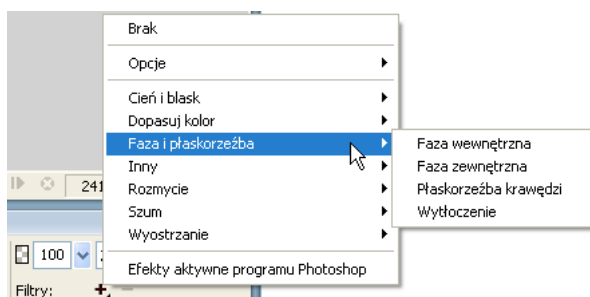 Brak
Opcje
Cień i blask
Dopasuj kolor
Faza i płaskorzeźba
Inny
Rozmycie
Szum
Wyostrzanie
Efekty aktywne programu Photoshop
Faza wewnętrzna
Faza zewnętrzna
Płaskorzeźba krawędzi
Wytłoczenie
241
100
Filtry: